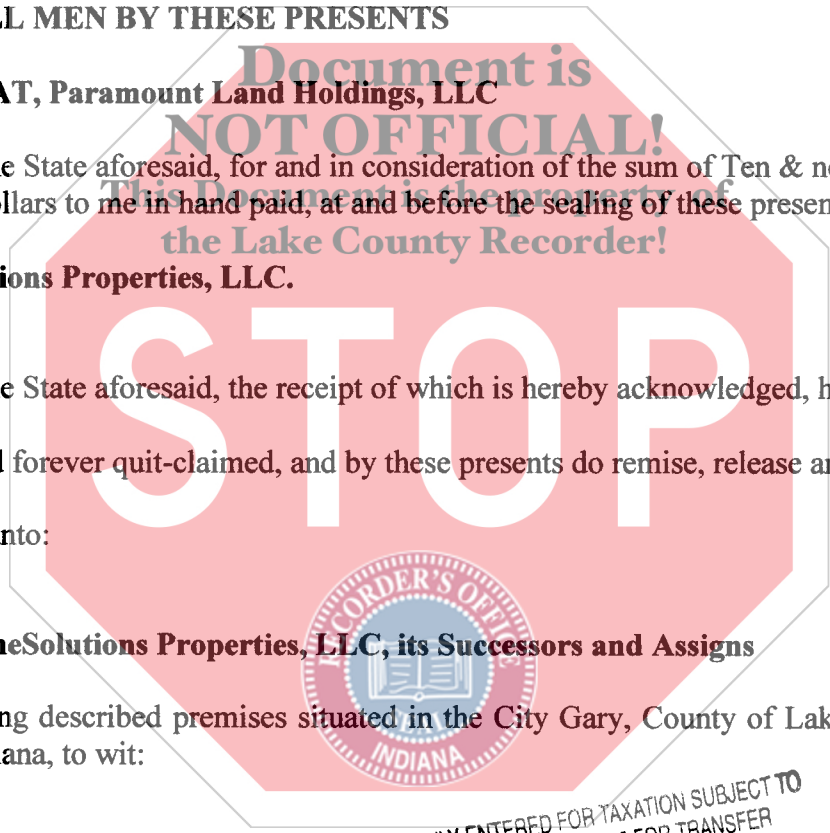 LL MEN BY THESE PRESENTS
Document is
AT, Paramount Land Holdings, LLC
NOT OFFICIAL!
e State aforesaid, for and in consideration of the sum of Ten & n
This Document is the property of
llars to me in hand paid, at and before the sealing of these presen
the Lake County Recorder!
ions Properties, LLC.
STOP
e State aforesaid, the receipt of which is hereby acknowledged, h
l forever quit-claimed, and by these presents do remise, release a
nto:
RECORDER'S OFFICE
eSolutions Properties, LLC, its Successors and Assigns
ng described premises situated in the City Gary, County of Lak
iana, to wit:
INDIANA
ENTERED FOR TAXATION SUBJECT TO
FOR TRANSFER